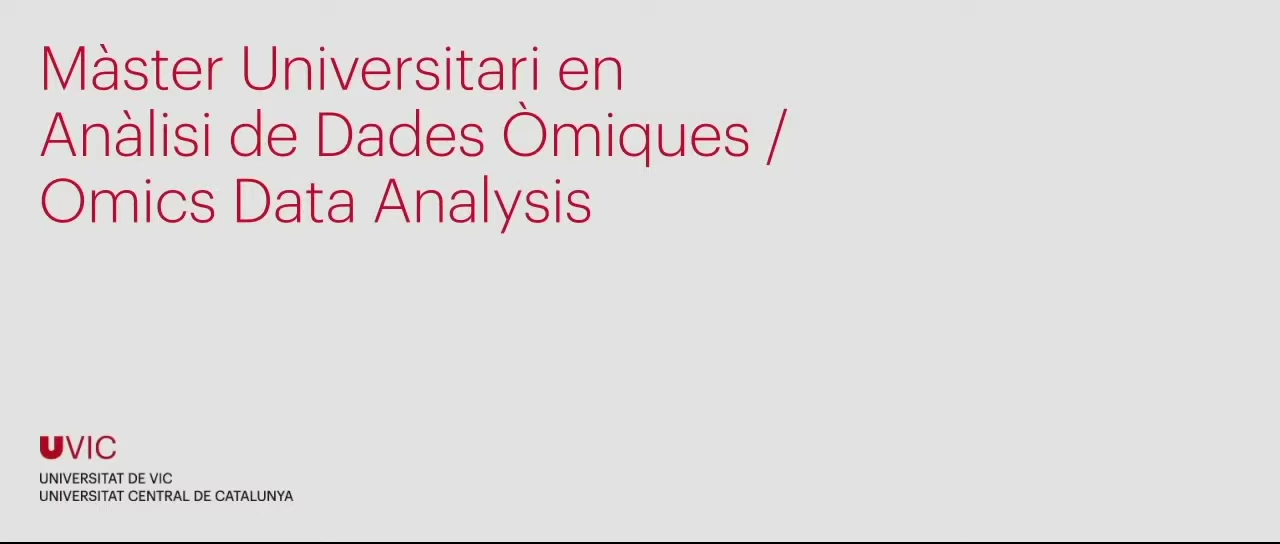 Màster Universitari en
Anàlisi de Dades Òmiques /
Omics Data Analysis
UVIC
UNIVERSITAT DE VIC
UNIVERSITAT CENTRAL DE CATALUNYA